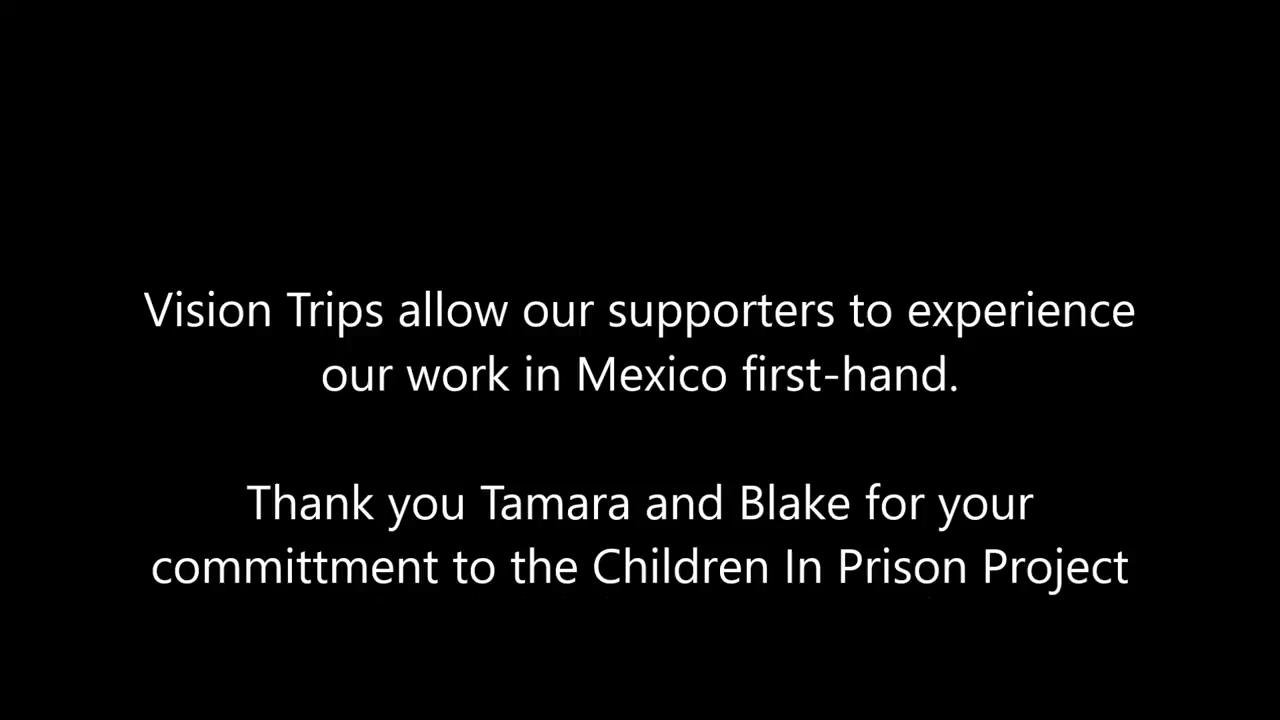 Vision Trips allow our supporters to experience
our work in Mexico first-hand.
Thank you Tamara and Blake for your
committment to the Children In Prison Project